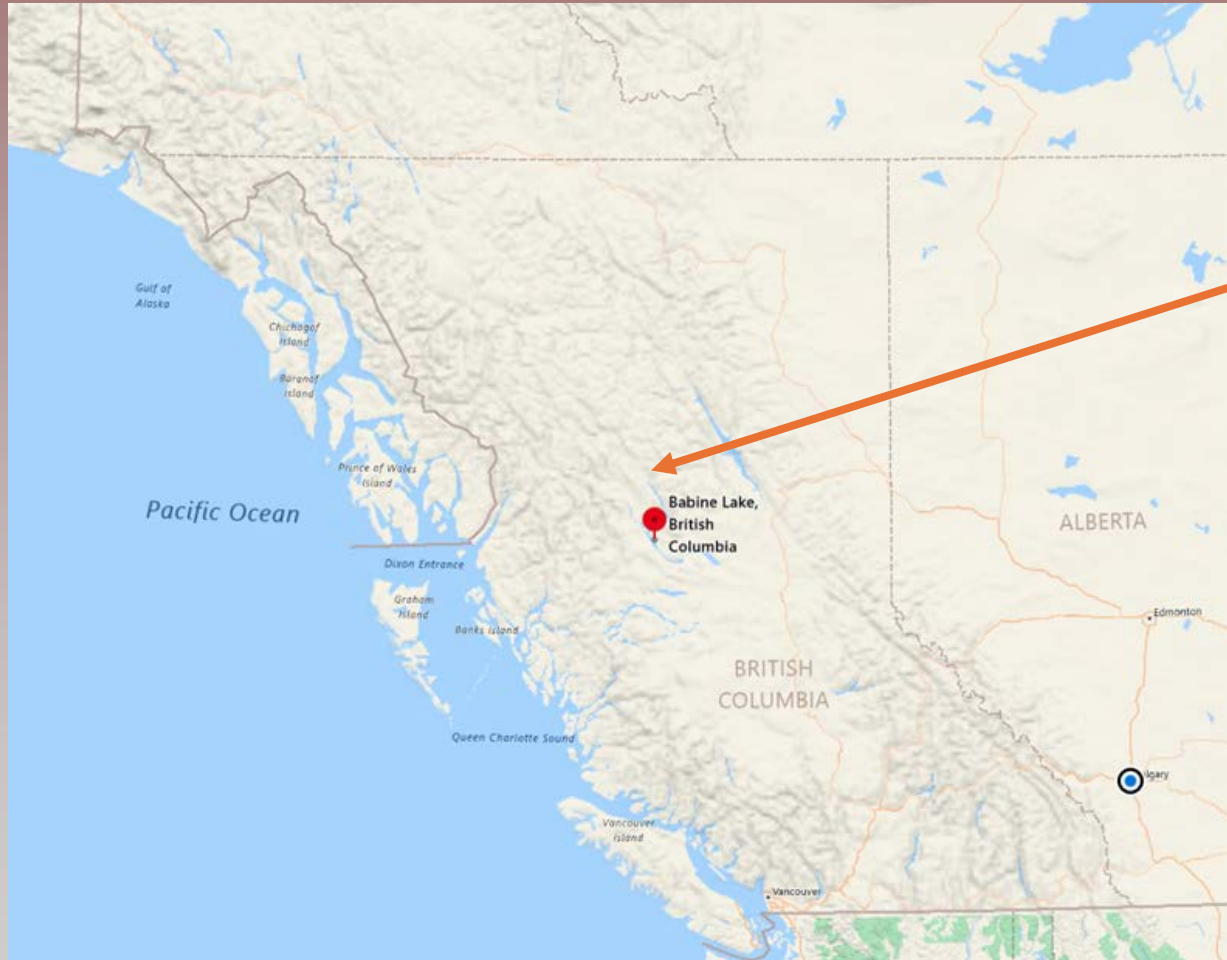 Gulf of
Alaska
Chichagof
Island
Baranof
Island
Prince of Wales
Island
Pacific Ocean
Babine Lake,
British
Columbia
ALBERTA
Dixon Entrance
Graham
Island
Banks Island
Edmonton
BRITISH
COLUMBIA
Queen Charlotte Sound
lgary
Vancouver
Island
Vancouver